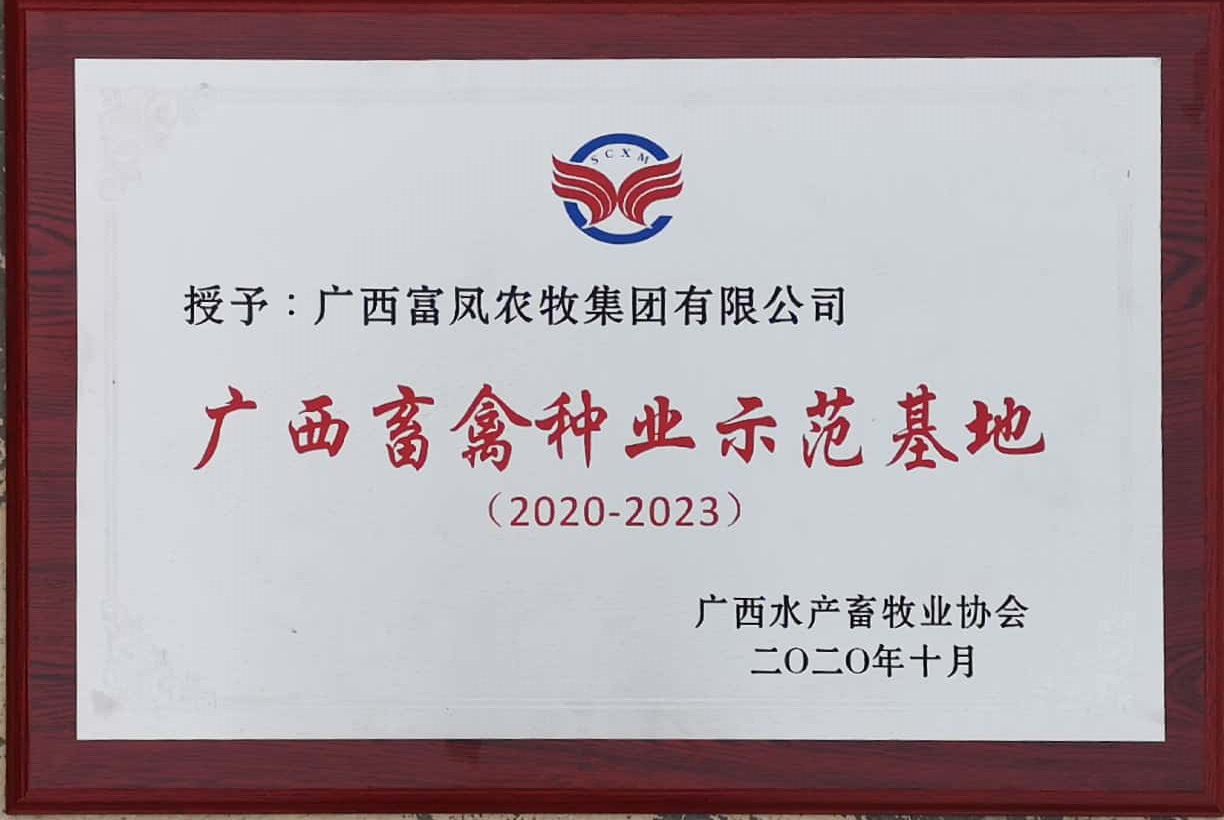 SCXM
授予：广西富凤农牧集团有限公司
广西畜禽种业示范基地
（2020-2023）
广西水产畜牧业协会
二O二O年十月